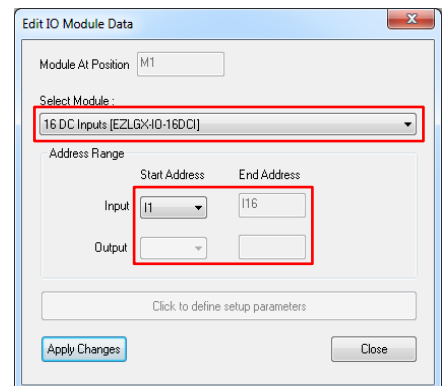 Edit IO Module Data
x
Module At Position M1
Select Module :
16 DC Inputs [EZLGX-IO-16DCI]
Address Range
Start Address End Address
Input I1 I16
Output
Click to define setup parameters
Apply Changes Close